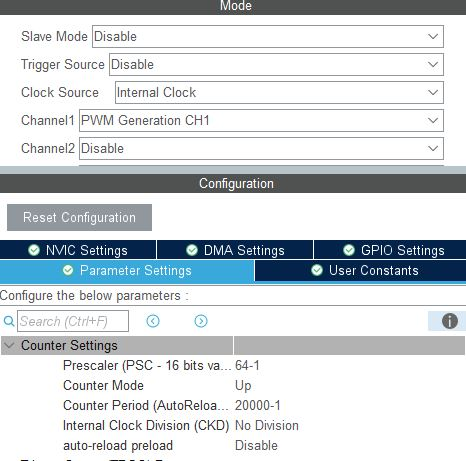 Mode
Slave Mode Disable
Trigger Source Disable
Clock Source Internal Clock
Channel1 PWM Generation CH1
Channel2 Disable
Configuration
Reset Configuration
NVIC Settings DMA Settings GPIO Settings
Parameter Settings User Constants
Configure the below parameters :
Search (Ctrl+F)
Counter Settings
Prescaler (PSC - 16 bits va... 64-1
Counter Mode Up
Counter Period (AutoReloa... 20000-1
Internal Clock Division (CKD) No Division
auto-reload preload Disable